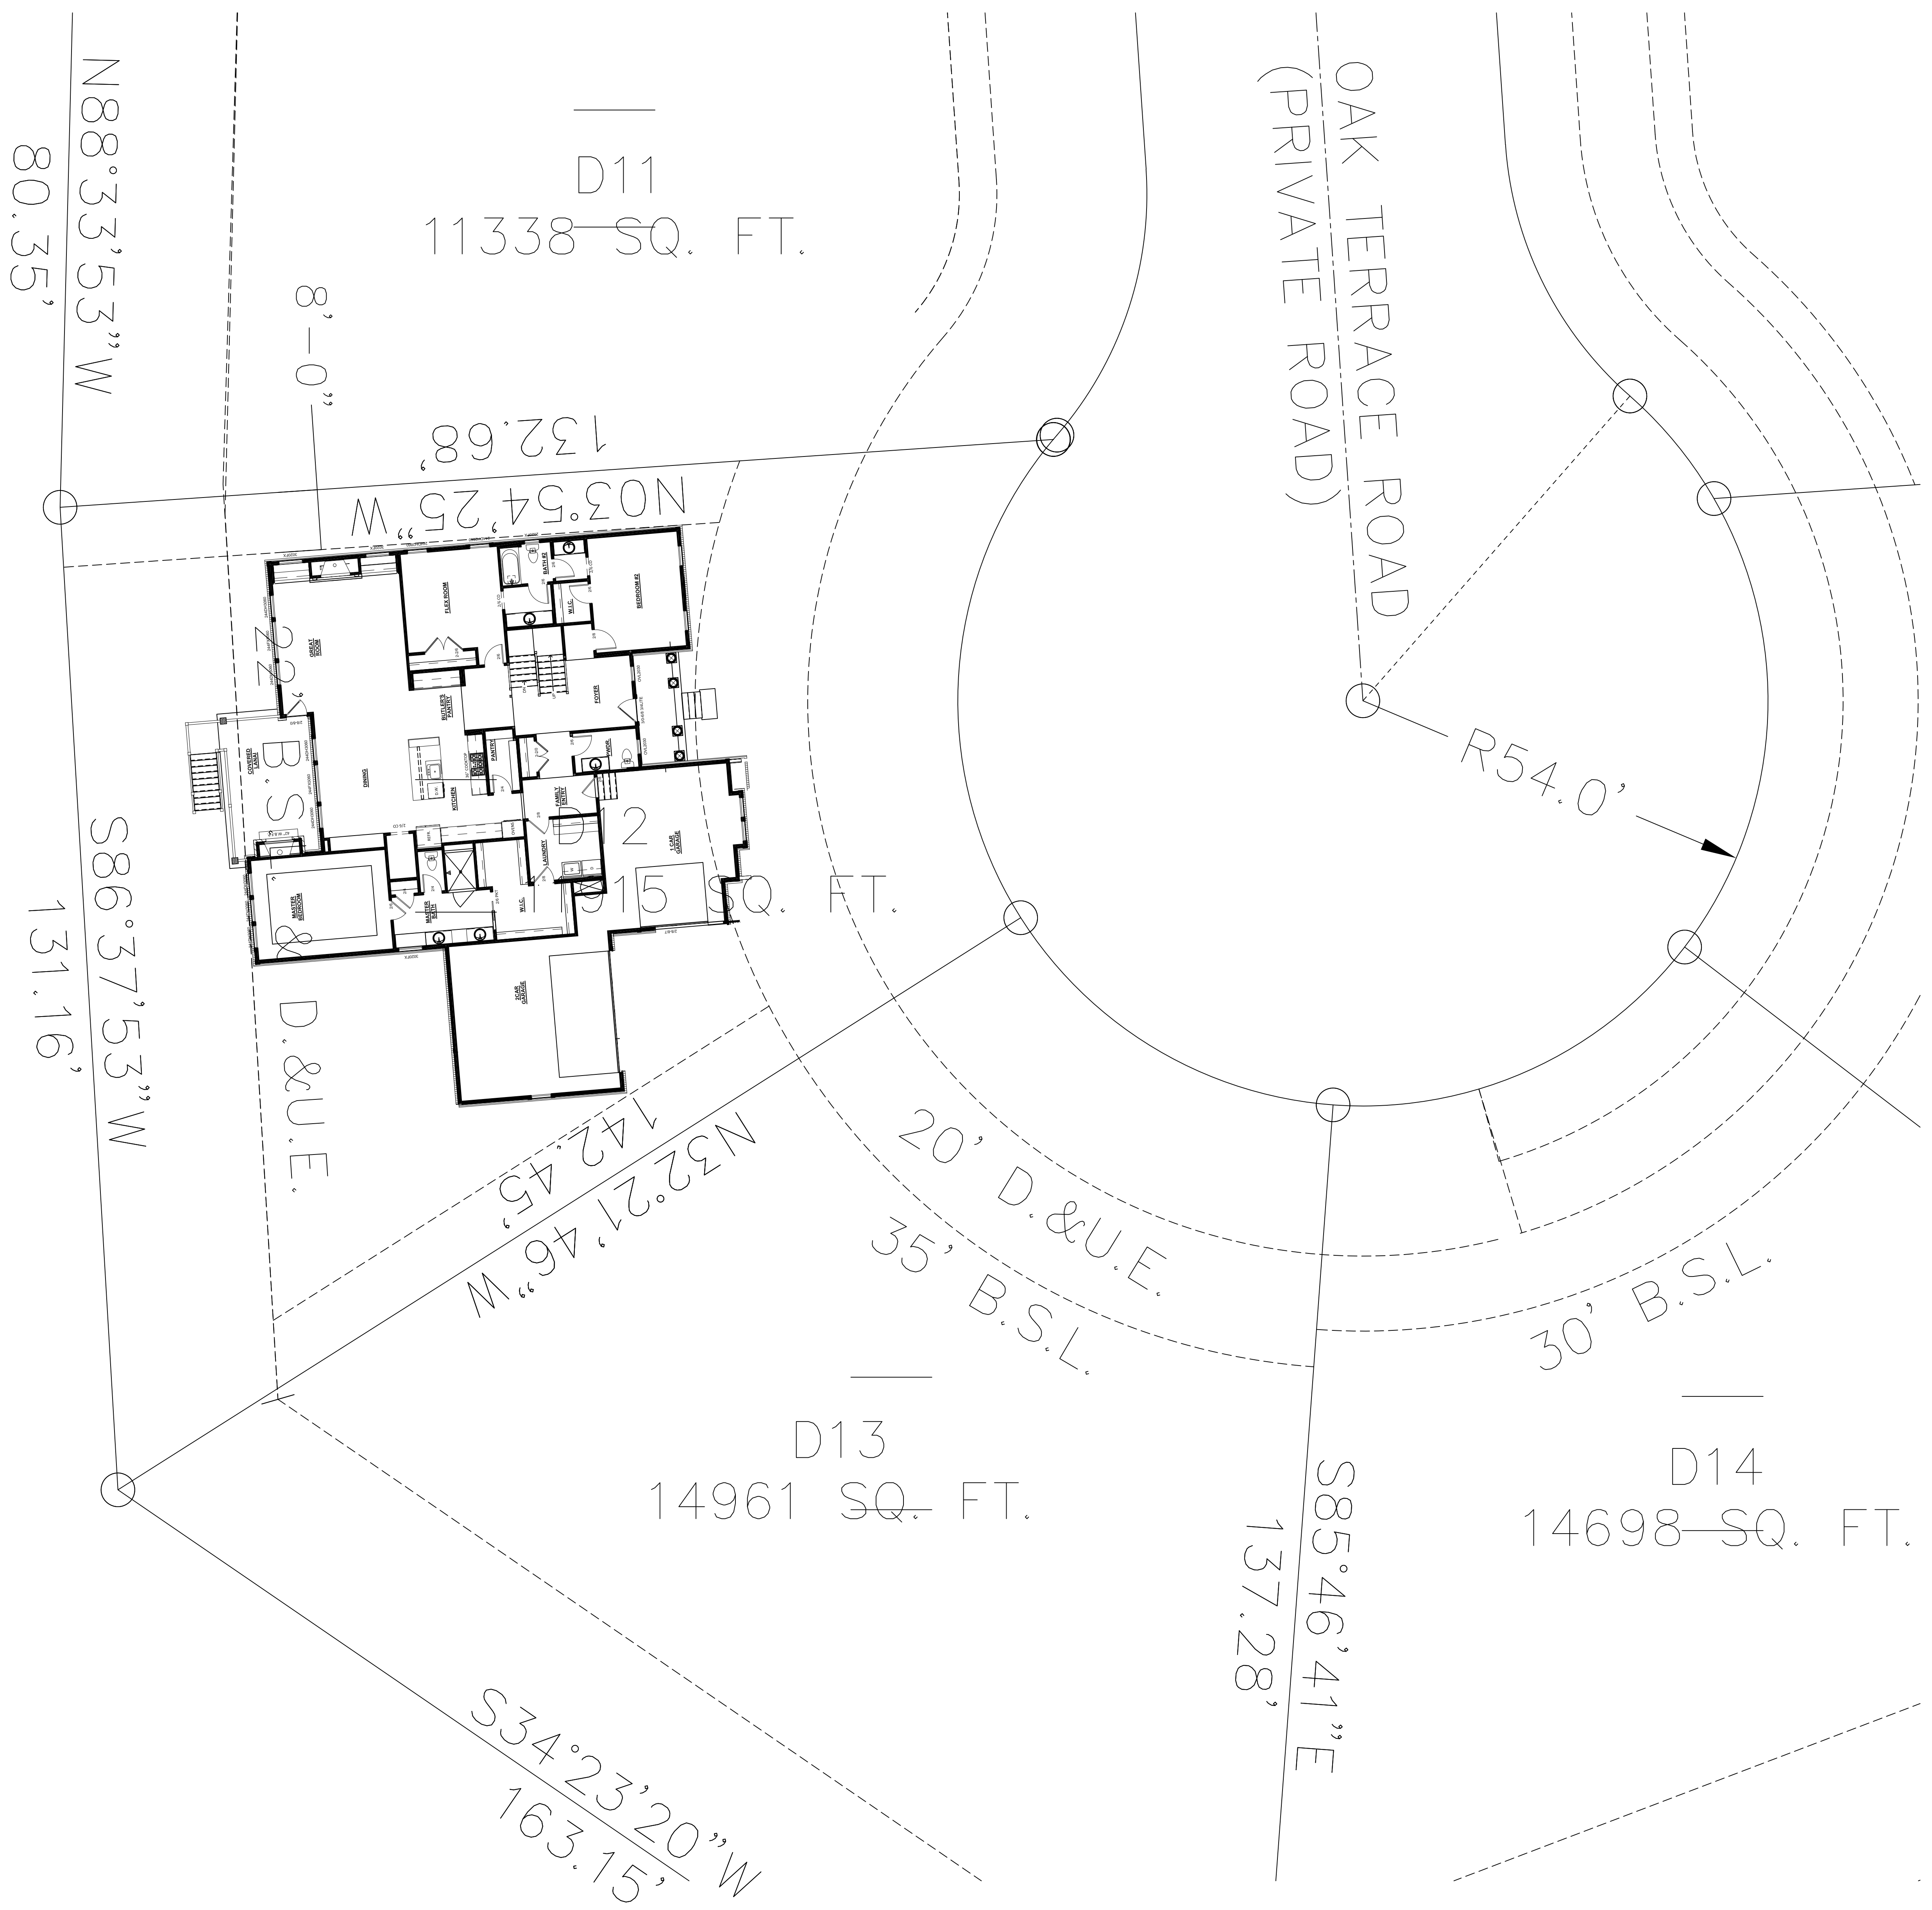 N88°33'53"W
80.35'
D11
11338 SQ. FT.
OAK TERRACE ROAD
(PRIVATE ROAD)
8'-0"
132.68'
N03°54'25"W
R54.0'
22' B.S.
&
D.&U.E.
S86°37'53"W
131.16'
BATH #2
BEDROOM #2
W.I.C.
FLEX ROOM
GREAT
ROOM
FOYER
BUTLER'S
PANTRY
PANTRY
PWDR.
COVERED
LANAI
DINING
KITCHEN
FAMILY
ENTRY
LAUNDRY
1 CAR
GARAGE
MASTER
BEDROOM
MASTER
BATH
W.I.C.
2CAR
GARAGE
SQ. FT.
N32°21'46"W
142.45'
20' D.&U.E.
35' B.S.L.
30' B.S.L.
D13
14961 SQ. FT.
D14
14698 SQ. FT.
S85°46'41"E
137.28'
S34°23'20"W
163.15'